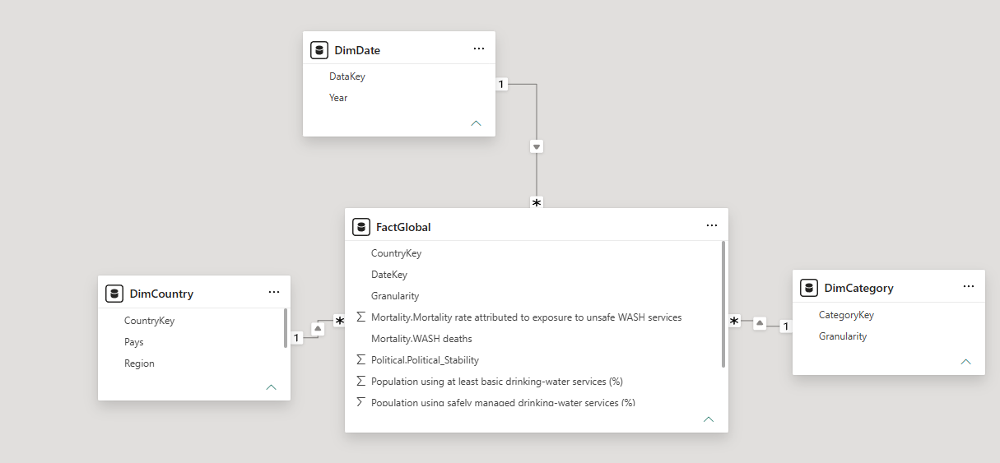 DimDate
DataKey
Year
1
*
FactGlobal
CountryKey
DateKey
Granularity
Σ Mortality.Mortality rate attributed to exposure to unsafe WASH services
Mortality.WASH deaths
Σ Political.Political_Stability
Σ Population using at least basic drinking-water services (%)
Σ Population using safely managed drinking-water services (%)
DimCountry
CountryKey
Pays
Region
1
*
DimCategory
CategoryKey
Granularity
*
1